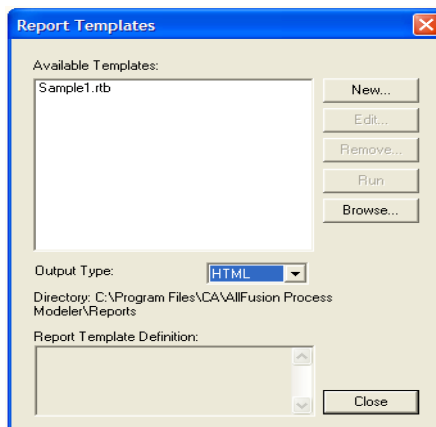 Report Templates
Available Templates:
Sample1.rtb
New...
Edit...
Remove...
Run
Browse...
Output Type:
HTML
Directory: C:\Program Files\CA\AllFusion Process
Modeler\Reports
Report Template Definition:
Close